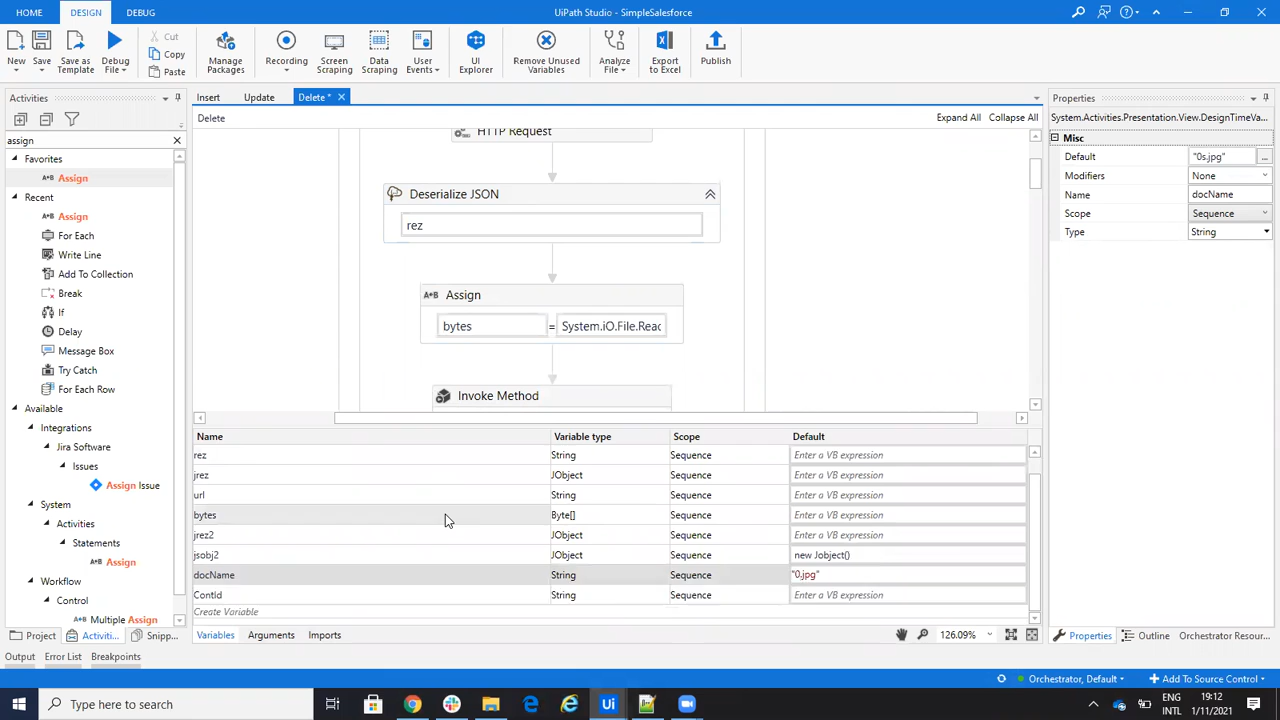 HOME DESIGN DEBUG UiPath Studio - SimpleSalesforce
New Save Save as Template Debug File Cut Copy Paste Manage Packages Recording Screen Scraping Data Scraping User Events UI Explorer Remove Unused Variables Analyze File Export to Excel Publish
Activities
Insert Update Delete *
Properties
Delete Expand All Collapse All
System.Activities.Presentation.View.DesignTimeVa...
assign
Misc
HTTP Request
Favorites
Default "0s.jpg" ...
Assign
Modifiers None
Recent
Deserialize JSON
Name docName
Assign
Scope Sequence
For Each
rez
Type String
Write Line
Add To Collection
Break
A+B Assign
If
bytes = System.iO.File.Reac
Delay
Message Box
Try Catch
For Each Row
Invoke Method
Available
Integrations
Name Variable type Scope Default
Jira Software
rez String Sequence Enter a VB expression
Issues
jrez JObject Sequence Enter a VB expression
Assign Issue
url String Sequence Enter a VB expression
System
bytes Byte[] Sequence Enter a VB expression
Activities
jrez2 JObject Sequence Enter a VB expression
Statements
jsobj2 JObject Sequence new Jobject()
Assign
docName String Sequence "0.jpg"
Workflow
ContId String Sequence Enter a VB expression
Control
Create Variable
Multiple Assign
Project Activiti... Snipp...
Variables Arguments Imports
126.09%
Properties Outline Orchestrator Resour...
Output Error List Breakpoints
Orchestrator, Default Add To Source Control
Type here to search
ENG 19:12
INTL 1/11/2021